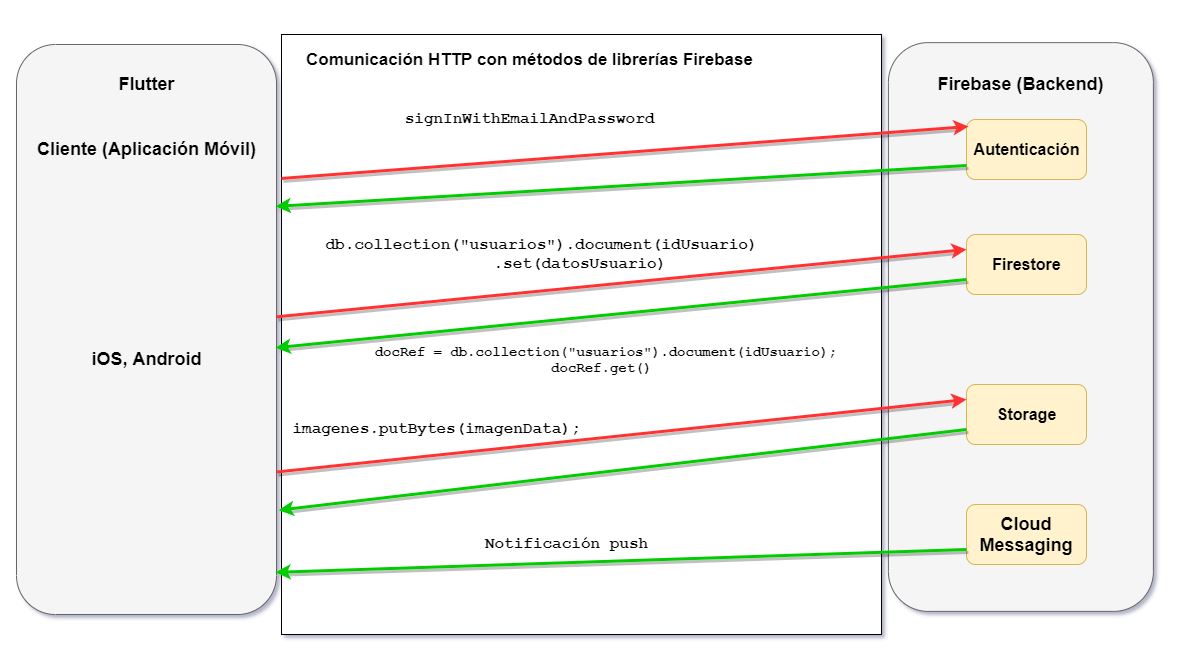 Comunicación HTTP con métodos de librerías Firebase
Flutter
Cliente (Aplicación Móvil)
iOS, Android
signInWithEmailAndPassword
db.collection("usuarios").document(idUsuario)
.set(datosUsuario)
docRef = db.collection("usuarios").document(idUsuario);
docRef.get()
imagenes.putBytes(imagenData);
Notificación push
Firebase (Backend)
Autenticación
Firestore
Storage
Cloud
Messaging